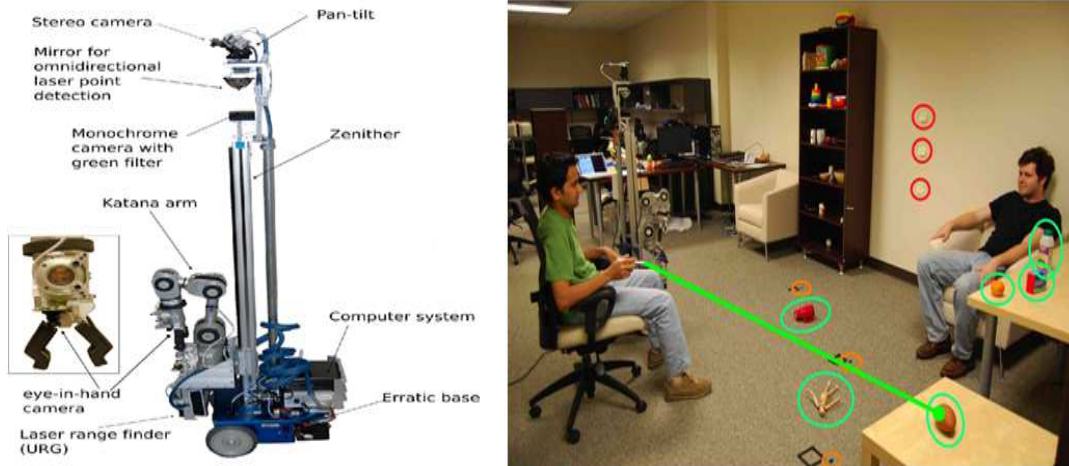 Stereo camera
Pan-tilt
Mirror for
omnidirectional
laser point
detection
Monochrome
camera with
green filter
Zenither
Katana arm
Computer system
eye-in-hand
camera
Erratic base
Laser range finder
(URG)